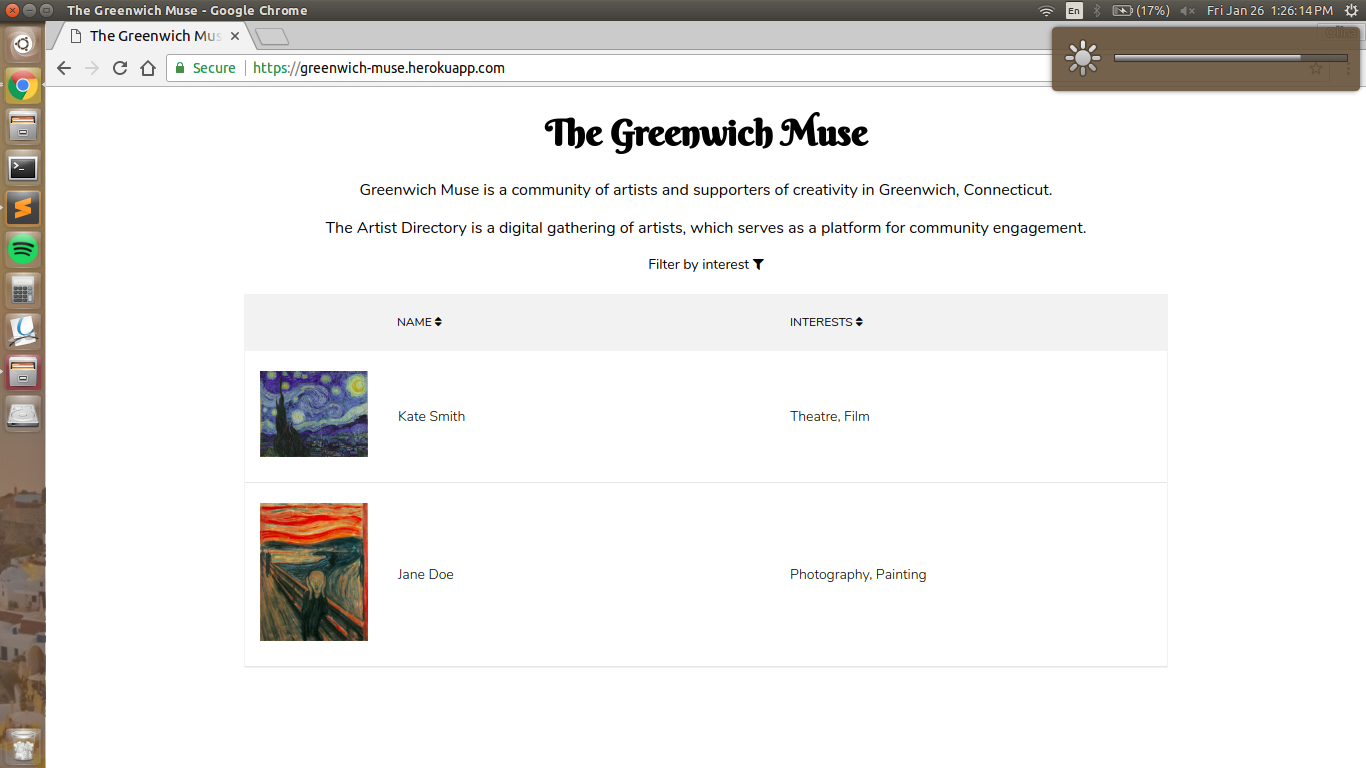 The Greenwich Muse - Google Chrome
En
(17%)
Fri Jan 26 1:26:14 PM
The Greenwich Mus
Secure
https://greenwich-muse.herokuapp.com
The Greenwich Muse
Greenwich Muse is a community of artists and supporters of creativity in Greenwich, Connecticut.
The Artist Directory is a digital gathering of artists, which serves as a platform for community engagement.
Filter by interest
NAME
INTERESTS
Kate Smith
Theatre, Film
Jane Doe
Photography, Painting